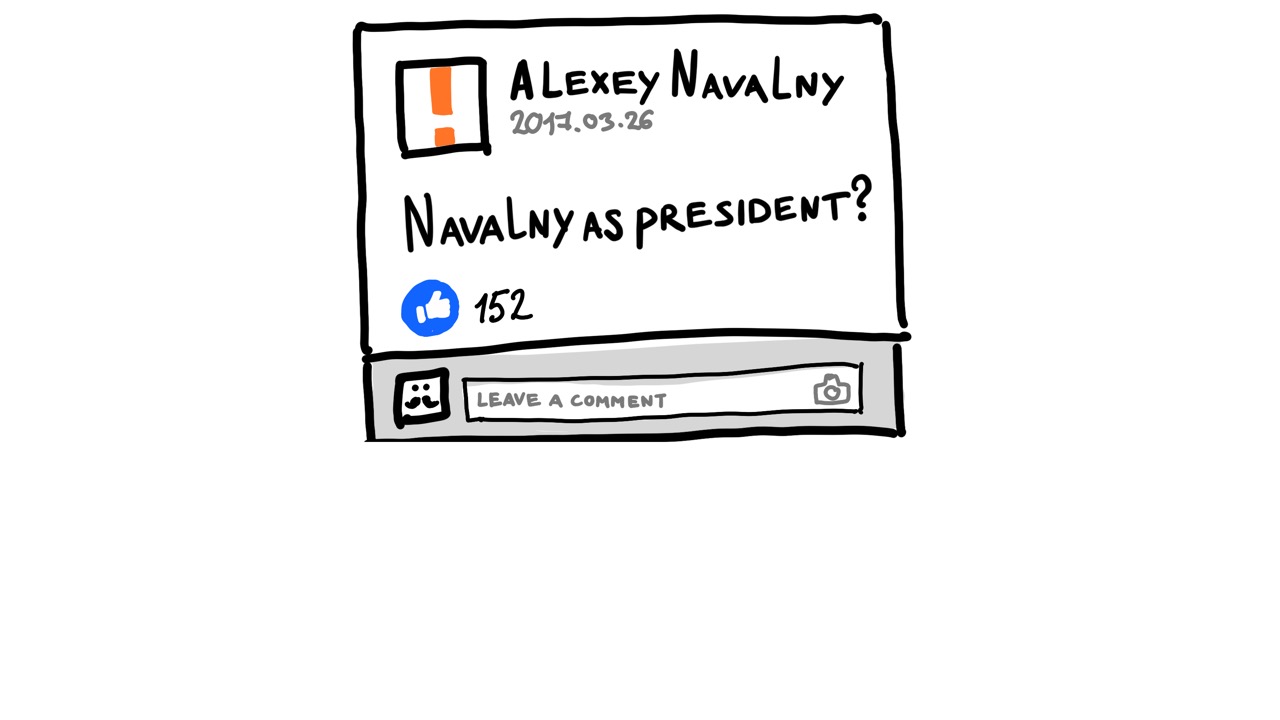 ALEXEY NAVALNY
2017.03.26
NAVALNY AS PRESIDENT?
152
LEAVE A COMMENT